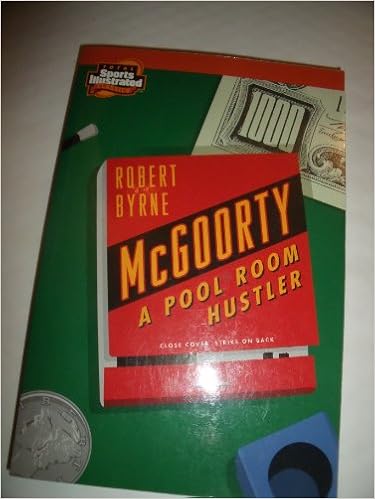 TOTAL
Sports
Illustrated
CLASSICS
1000
ROBERT
BYRNE
McGOORTY
A POOL ROOM
HUSTLER
CLOSE COVER STRIKE ON BACK